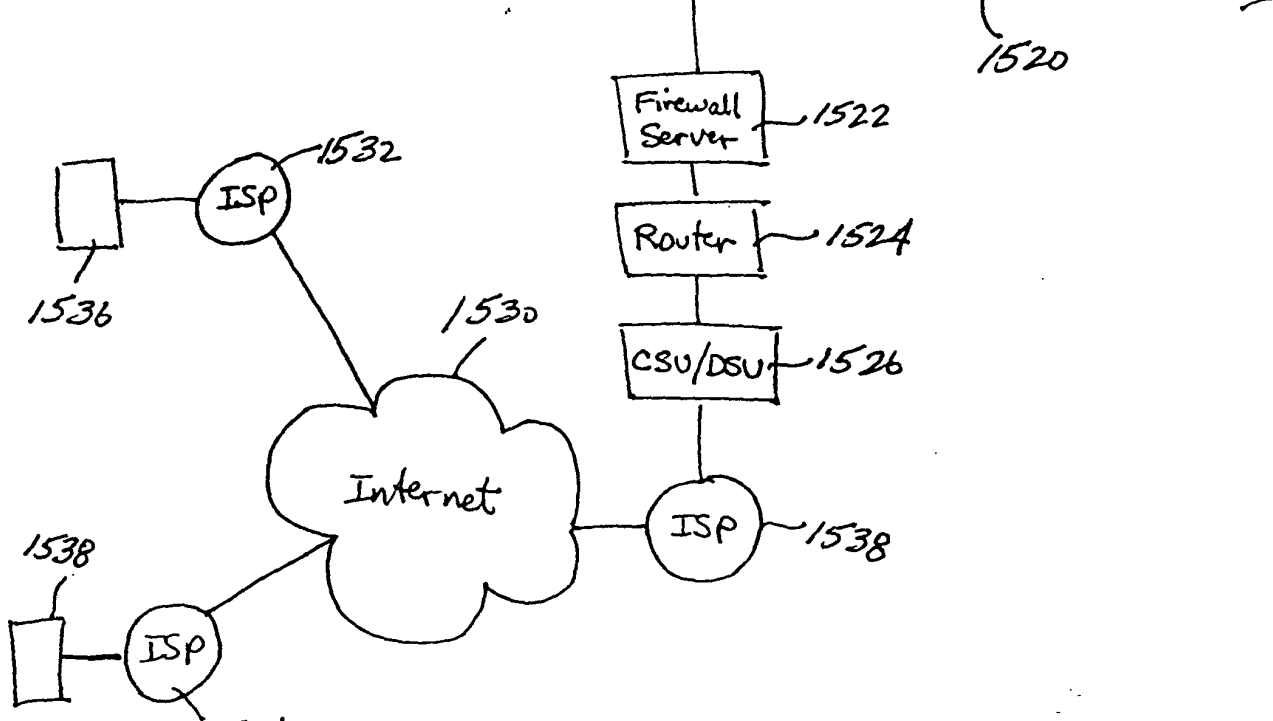 1520
Firewall
Server
1522
1532
ISP
Router
1524
1536
1530
CSU/DSU
1526
Internet
ISP
1538
1538
ISP